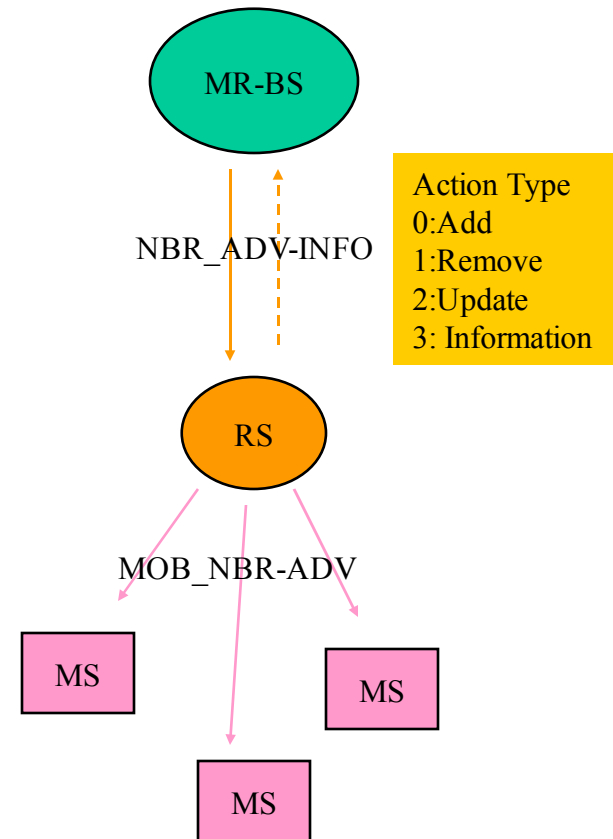 MR-BS
NBR_ADV-INFO
Action Type
0:Add
1:Remove
2:Update
3: Information
RS
MOB_NBR-ADV
MS
MS
MS